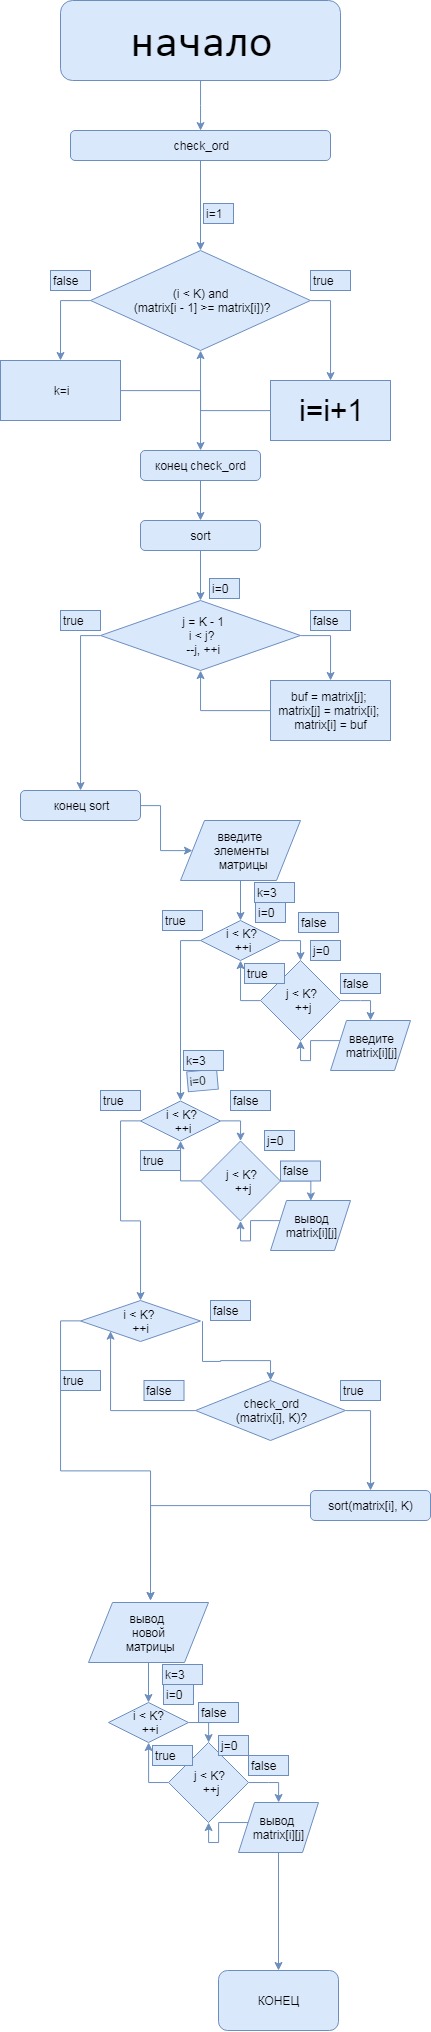 начало
check_ord
i=1
false
true
(i < K) and
(matrix[i - 1] >= matrix[i])?
k=i
i=i+1
конец check_ord
sort
i=0
true
false
j = K - 1
i < j?
--j, ++i
buf = matrix[j];
matrix[j] = matrix[i];
matrix[i] = buf
конец sort
введите
элементы
матрицы
k=3
i=0
true
false
i < K?
++i
j=0
true
false
j < K?
++j
введите
matrix[i][j]
k=3
i=0
true
false
i < K?
++i
j=0
true
false
j < K?
++j
вывод
matrix[i][j]
false
i < K?
++i
true
false
true
check_ord
(matrix[i], K)?
sort(matrix[i], K)
вывод
новой
матрицы
k=3
i=0
false
i < K?
++i
j=0
true
false
j < K?
++j
вывод
matrix[i][j]
КОНЕЦ